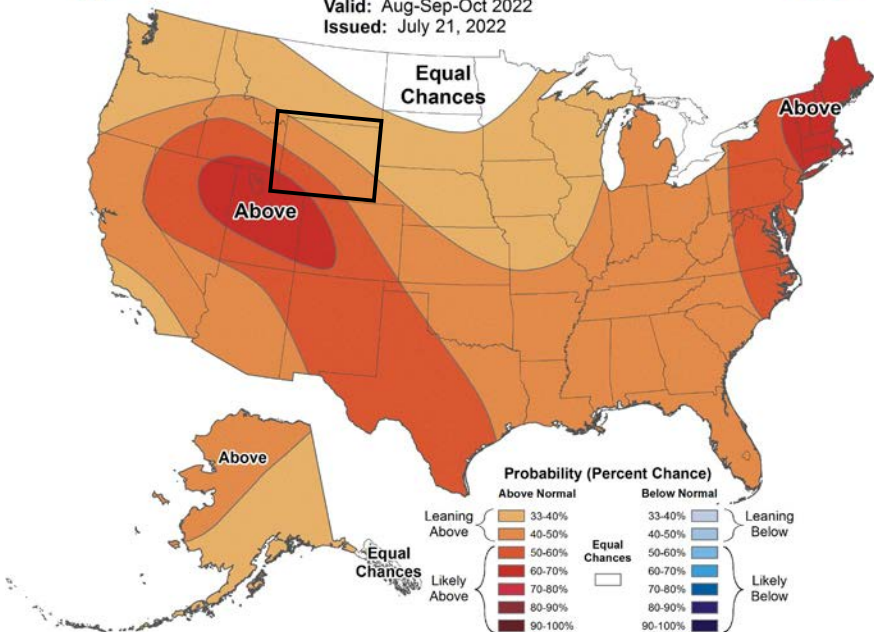 Valid: Aug-Sep-Oct 2022
Issued: July 21, 2022
Equal
Chances
Above
Above
Above
Equal
Chances
Probability (Percent Chance)
Above Normal
Below Normal
Leaning
Above
33-40%
40-50%
Likely
Above
50-60%
60-70%
70-80%
80-90%
90-100%
Equal
Chances
33-40%
40-50%
Leaning
Below
50-60%
60-70%
70-80%
80-90%
90-100%
Likely
Below